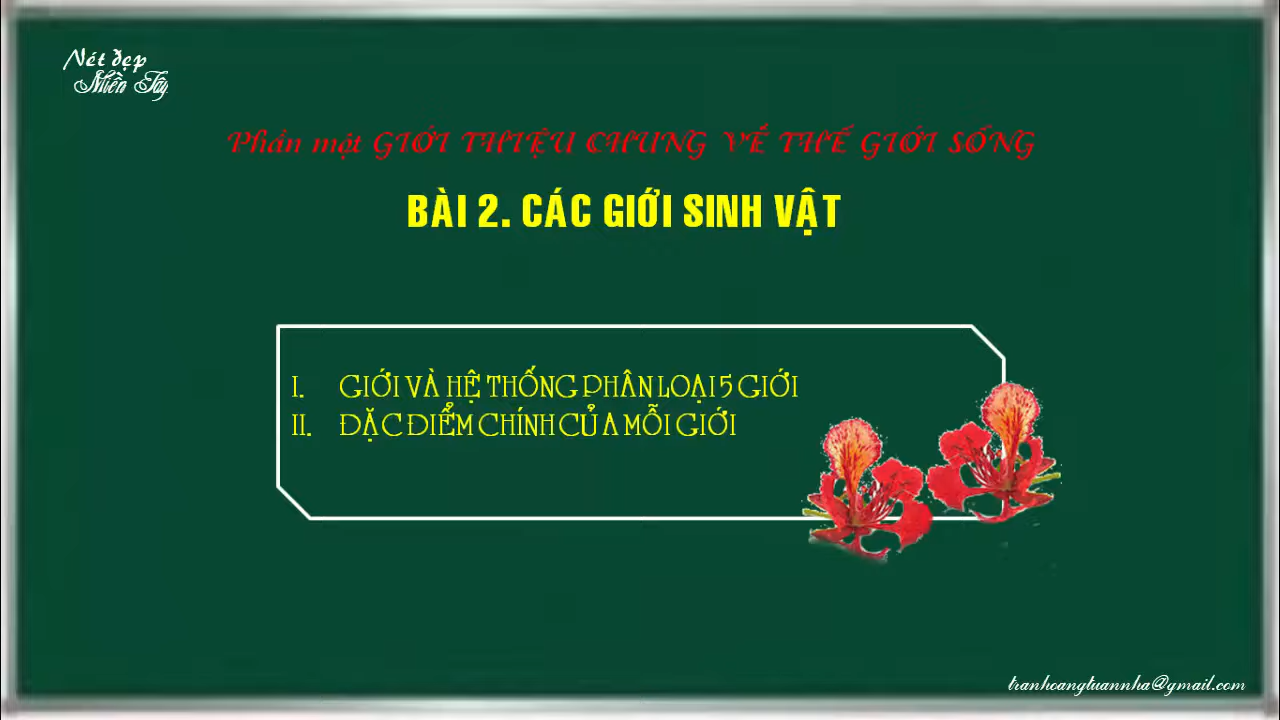 Nét đẹp
Miền Tây
Phần một GIỚI THIỆU CHUNG VỀ THẾ GIỚI SỐNG
BÀI 2. CÁC GIỚI SINH VẬT
I. GIỚI VÀ HỆ THỐNG PHÂN LOẠI 5 GIỚI
II. ĐẶC ĐIỂM CHÍNH CỦA MỖI GIỚI
tranhoangtuannha@gmail.com